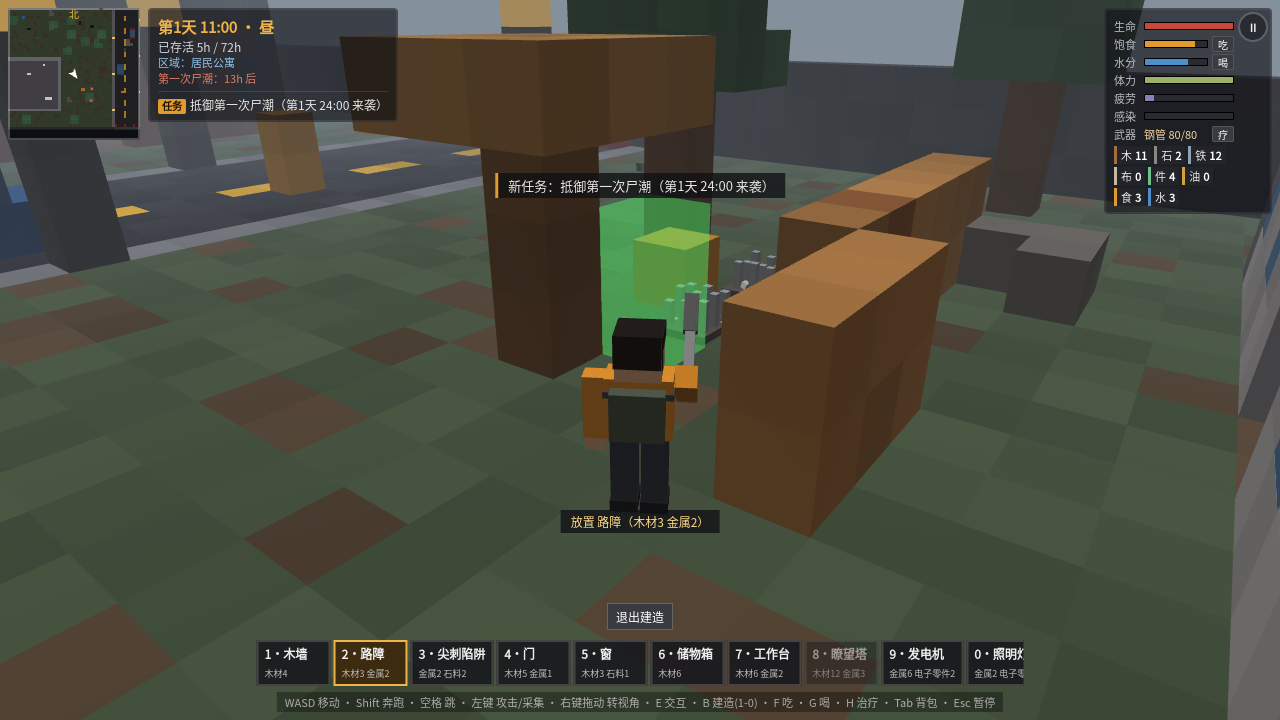 北
第1天 11:00 · 昼
已存活 5h / 72h
区域：居民公寓
第一次尸潮：13h 后
任务 抵御第一次尸潮（第1天 24:00 来袭）
生命
饱食 吃
水分 喝
体力
疲劳
感染
武器 钢管 80/80 疗
木 11 石 2 铁 12
布 0 件 4 油 0
食 3 水 3
新任务：抵御第一次尸潮（第1天 24:00 来袭）
放置 路障（木材3 金属2）
退出建造
1·木墙
木材4
2·路障
木材3 金属2
3·尖刺陷阱
金属2 石料2
4·门
木材5 金属1
5·窗
木材3 石料1
6·储物箱
木材6
7·工作台
木材6 金属2
8·瞭望塔
木材12 金属3
9·发电机
金属6 电子零件2
0·照明灯
金属2 电子零
WASD 移动 · Shift 奔跑 · 空格 跳 · 左键 攻击/采集 · 右键拖动 转视角 · E 交互 · B 建造(1-0) · F 吃 · G 喝 · H 治疗 · Tab 背包 · Esc 暂停